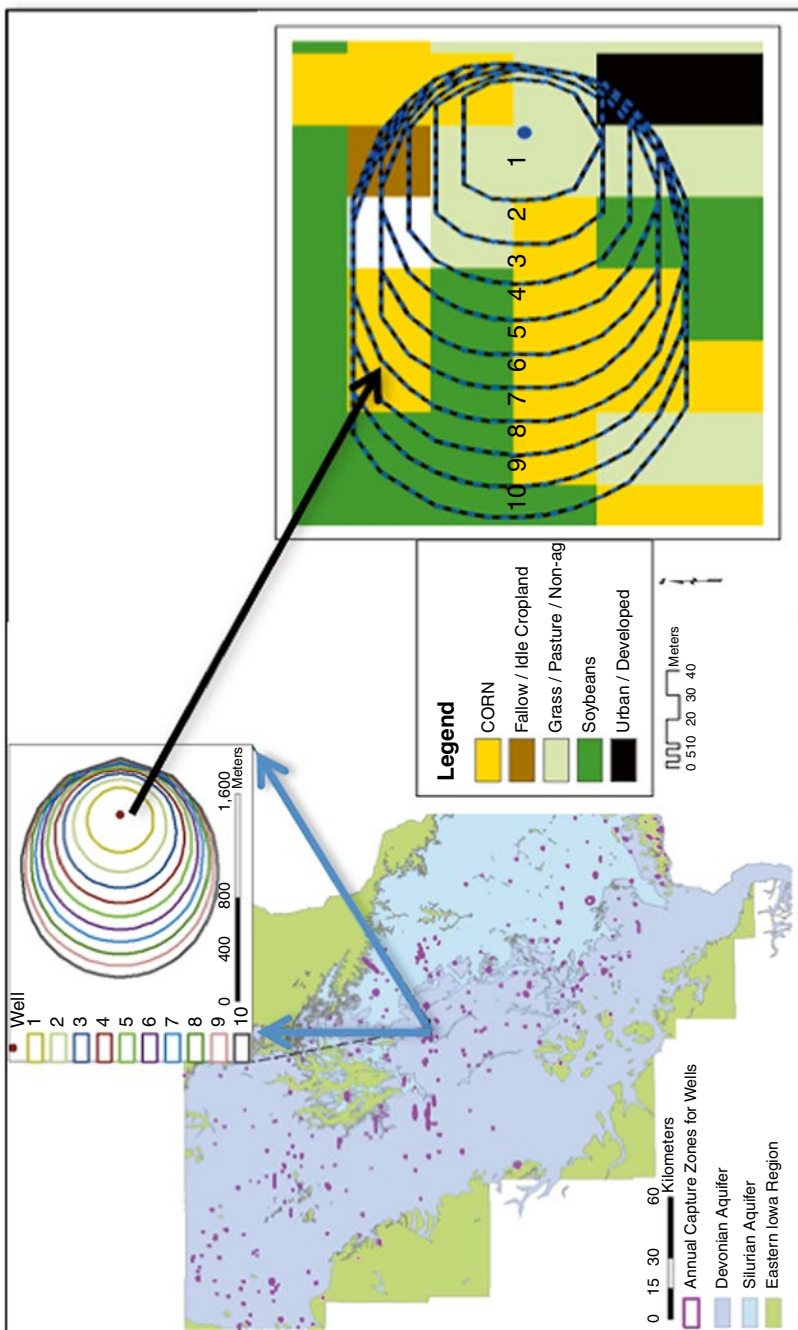 Well
1
2
3
4
5
6
7
8
9
10
0 400 800 1,600
Meters
0 15 30 60
Kilometers
Annual Capture Zones for Wells
Devonian Aquifer
Silurian Aquifer
Eastern Iowa Region
Legend
CORN
Fallow / Idle Cropland
Grass / Pasture / Non-ag
Soybeans
Urban / Developed
0 510 20 30 40
Meters
10 9 8 7 6 5 4 3 2 1